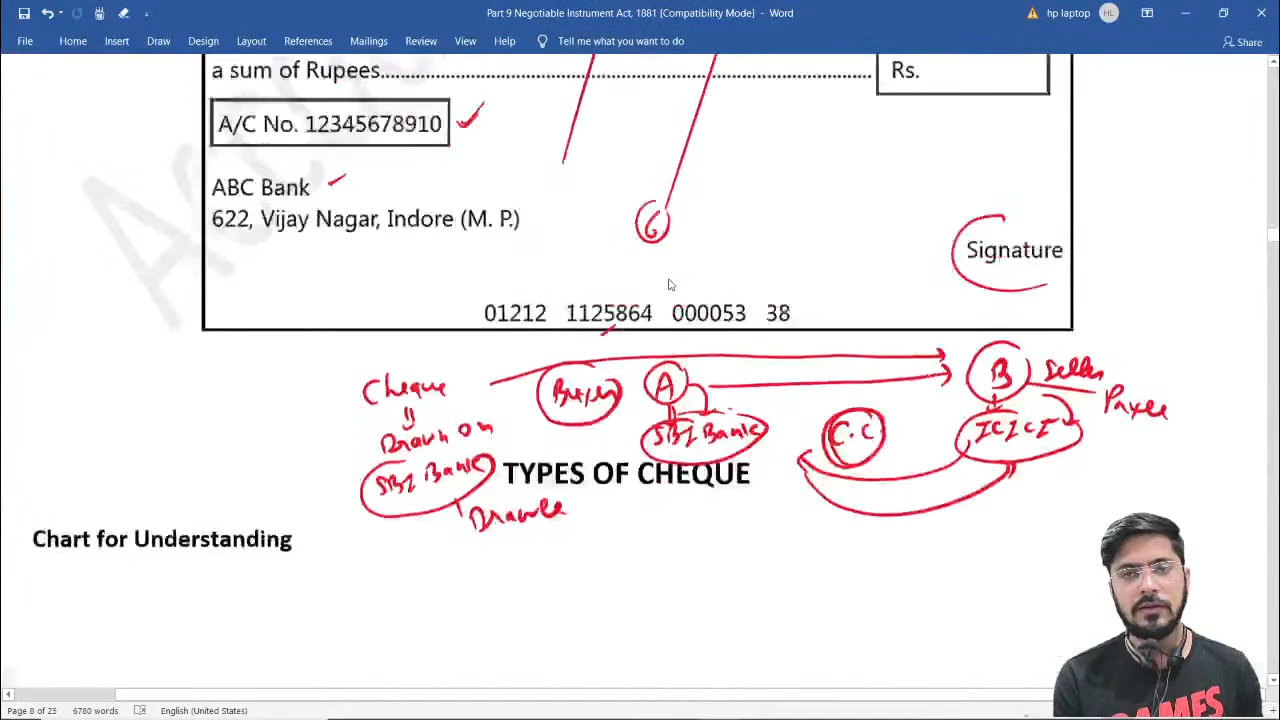 Part 9 Negotiable Instrument Act, 1881 [Compatibility Mode] - Word
hp laptop
HL
File Home Insert Draw Design Layout References Mailings Review View Help Tell me what you want to do
Share
a sum of Rupees.......................................................................................... Rs.
A/C No. 12345678910
ABC Bank
622, Vijay Nagar, Indore (M. P.)
6
Signature
01212 1125864 000053 38
Cheque
Buyer A B Seller
Payee
Drawn on
SBI Bank C.C ICICI
SBI Bank
TYPES OF CHEQUE
Drawee
Chart for Understanding
GAMES
Page 8 of 25 6780 words English (United States)